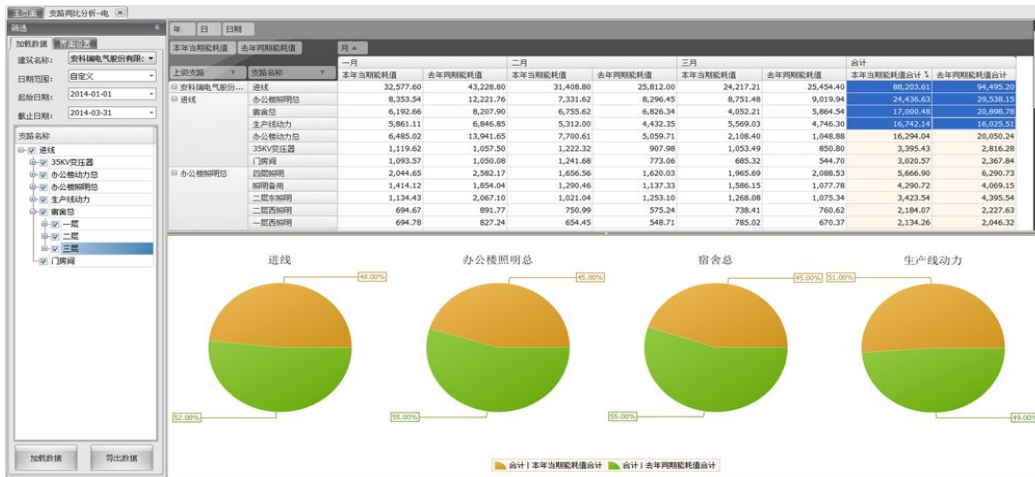 主页面 支路同比分析-电
筛选
加载数据 界面设置
建筑名称: 安科瑞电气股份有限:
日期范围: 自定义
起始日期: 2014-01-01
截止日期: 2014-03-31
支路名称
进线
35KV变压器
办公楼动力总
办公楼照明总
生产线动力
宿舍总
一层
二层
三层
门房间
加载数据 导出数据
年 日 日期
本年当期能耗值 去年同期能耗值 月
一月 二月 三月 合计
上级支路 支路名称 本年当期能耗值 去年同期能耗值 本年当期能耗值 去年同期能耗值 本年当期能耗值 去年同期能耗值 本年当期能耗值合计 去年同期能耗值合计
安科瑞电气股份... 进线 32,577.60 43,228.80 31,408.80 25,812.00 24,217.21 25,454.40 88,203.61 94,495.20
进线 办公楼照明总 8,353.54 12,221.76 7,331.62 8,296.45 8,751.48 9,019.94 24,436.63 29,538.15
宿舍总 6,192.66 8,207.90 6,755.62 6,826.34 4,052.21 5,864.54 17,000.48 20,898.78
生产线动力 5,861.11 6,846.85 5,312.00 4,432.35 5,569.03 4,746.30 16,742.14 16,025.51
办公楼动力总 6,485.02 13,941.65 7,700.61 5,059.71 2,108.40 1,048.88 16,294.04 20,050.24
35KV变压器 1,119.62 1,057.50 1,222.32 907.98 1,053.49 850.80 3,395.43 2,816.28
门房间 1,093.57 1,050.08 1,241.68 773.06 685.32 544.70 3,020.57 2,367.84
办公楼照明总 四层照明 2,044.65 2,582.17 1,656.56 1,620.03 1,965.69 2,088.53 5,666.90 6,290.73
照明备用 1,414.12 1,854.04 1,290.46 1,137.33 1,586.15 1,077.78 4,290.72 4,069.15
二层东照明 1,134.43 2,067.10 1,021.04 1,253.10 1,268.08 1,075.34 3,423.54 4,395.54
二层西照明 694.67 891.77 750.99 575.24 738.41 760.62 2,184.07 2,227.63
一层西照明 694.78 827.24 654.45 548.71 785.02 670.37 2,134.26 2,046.32
进线 办公楼照明总 宿舍总 生产线动力
48.00% 45.00% 45.00% 51.00%
52.00% 55.00% 55.00% 49.00%
合计 | 本年当期能耗值合计 合计 | 去年同期能耗值合计